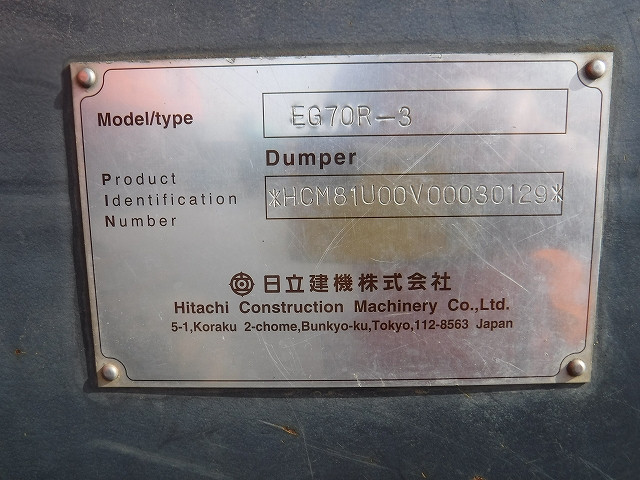 Model/type EG70R-3
Dumper
Product
Identification *HCM81U00V00030129*
Number
日立建機株式会社
Hitachi Construction Machinery Co.,Ltd.
5-1,Koraku 2-chome,Bunkyo-ku,Tokyo,112-8563 Japan